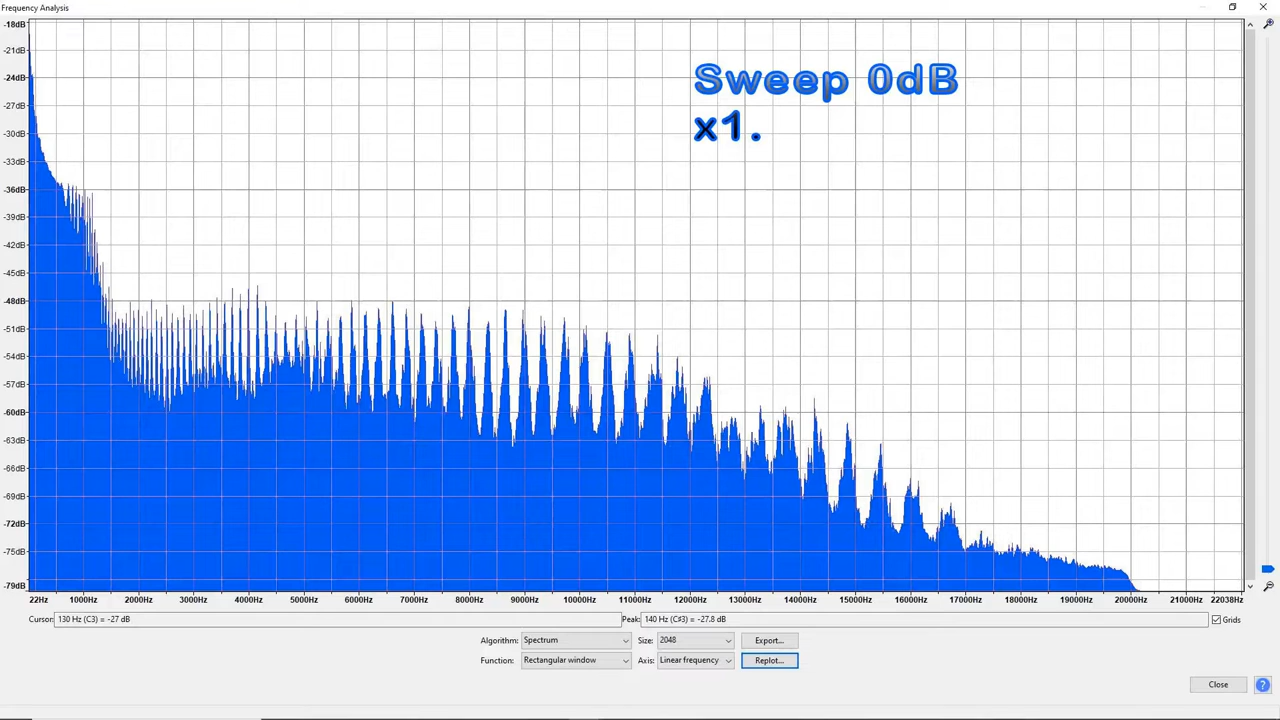 Frequency Analysis
-18dB
-21dB
-24dB
-27dB
-30dB
-33dB
-36dB
-39dB
-42dB
-45dB
-48dB
-51dB
-54dB
-57dB
-60dB
-63dB
-66dB
-69dB
-72dB
-75dB
-79dB
Sweep 0dB
x1.
22Hz 1000Hz 2000Hz 3000Hz 4000Hz 5000Hz 6000Hz 7000Hz 8000Hz 9000Hz 10000Hz 11000Hz 12000Hz 13000Hz 14000Hz 15000Hz 16000Hz 17000Hz 18000Hz 19000Hz 20000Hz 21000Hz 22038Hz
Cursor: 130 Hz (C3) = -27 dB Peak: 140 Hz (C#3) = -27.8 dB Grids
Algorithm: Spectrum Size: 2048 Export...
Function: Rectangular window Axis: Linear frequency Replot...
Close ?